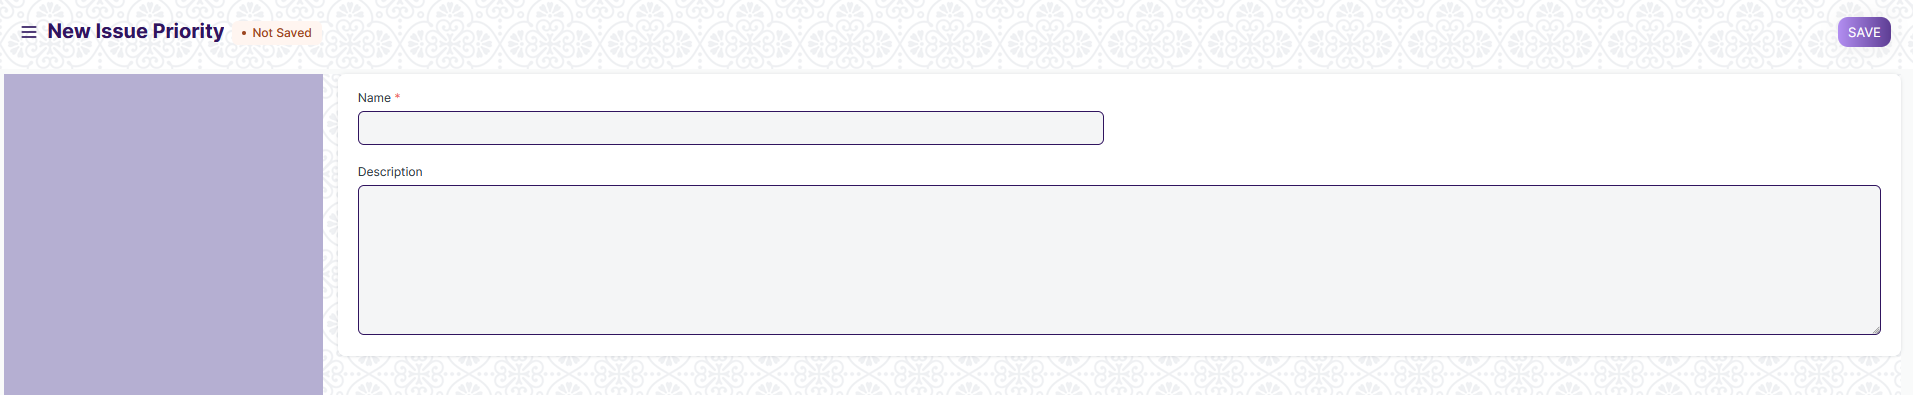 New Issue Priority • Not Saved SAVE
Name *
Description